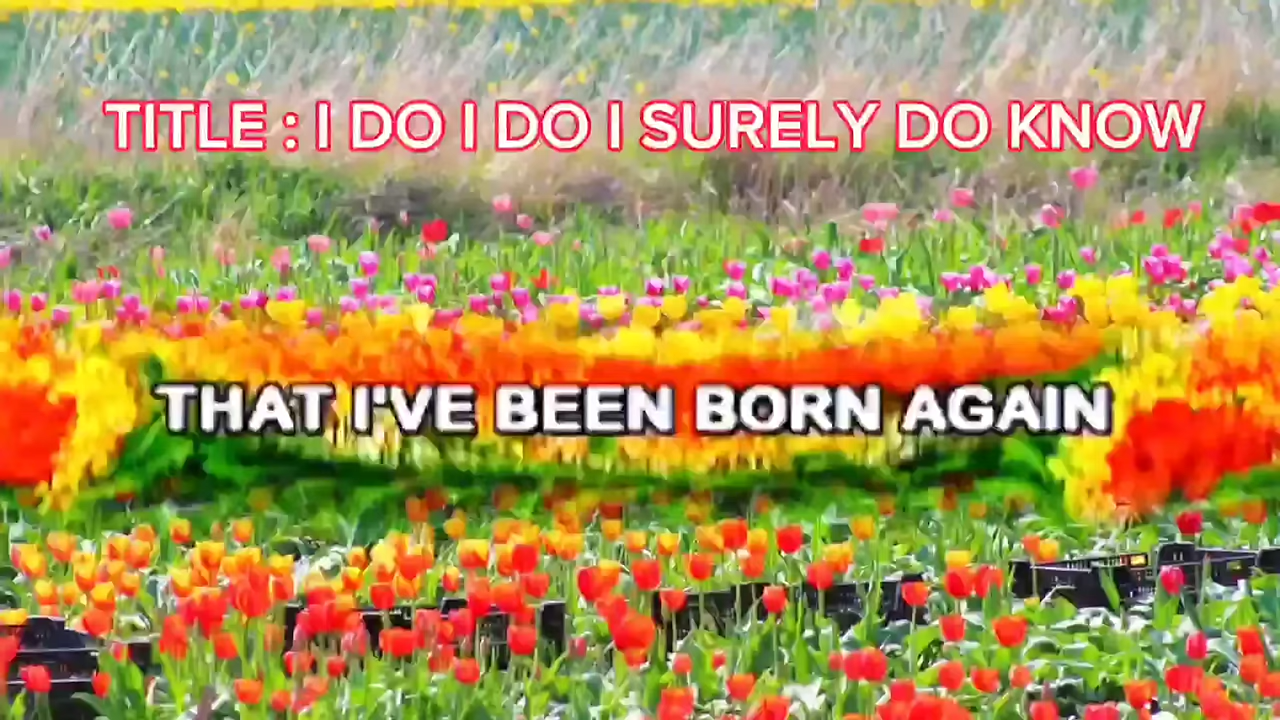 TITLE : I DO I DO I SURELY DO KNOW
THAT I'VE BEEN BORN AGAIN